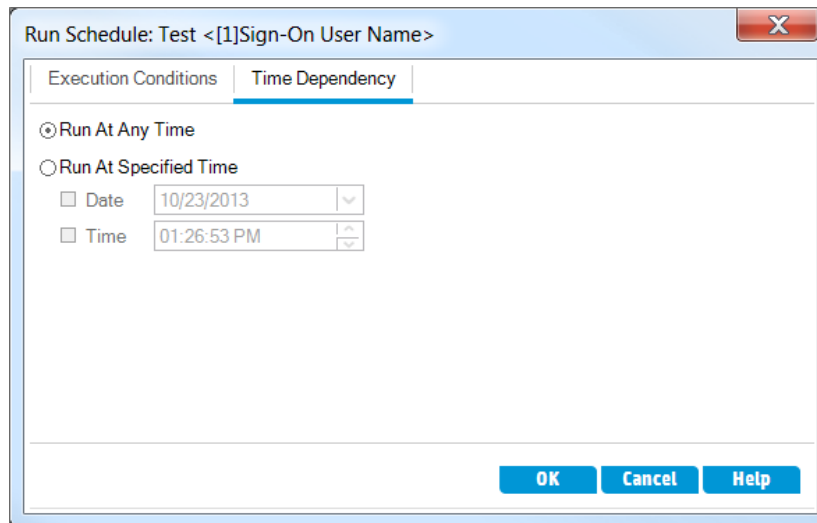 Run Schedule: Test <[1]Sign-On User Name>
Execution Conditions Time Dependency
Run At Any Time
Run At Specified Time
Date 10/23/2013
Time 01:26:53 PM
OK Cancel Help